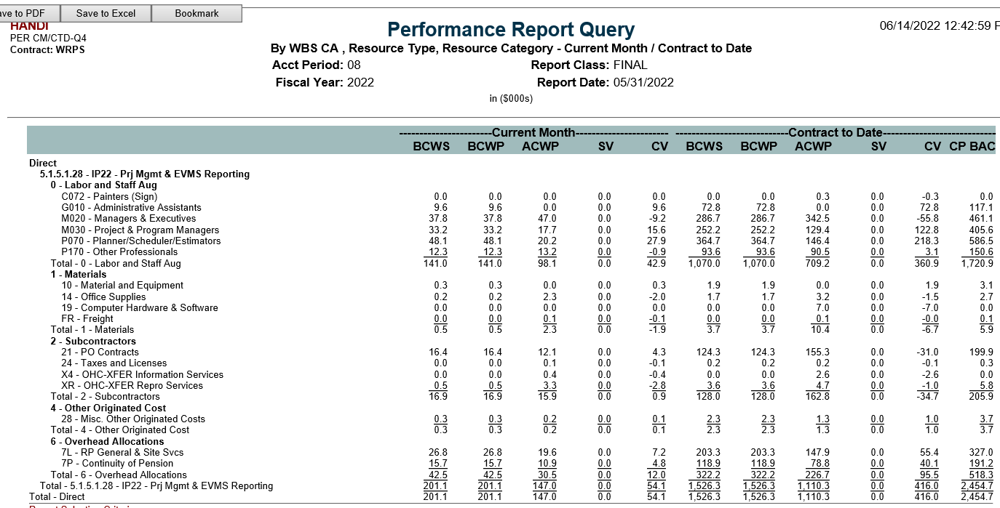 ve to PDF Save to Excel Bookmark
HANDI
PER CM/CTD-Q4
Contract: WRPS
Performance Report Query
06/14/2022 12:42:59 P
By WBS CA , Resource Type, Resource Category - Current Month / Contract to Date
Acct Period: 08 Report Class: FINAL
Fiscal Year: 2022 Report Date: 05/31/2022
in ($000s)
-----------------------Current Month----------------------- ----------------------------Contract to Date----------------------------
BCWS BCWP ACWP SV CV BCWS BCWP ACWP SV CV CP BAC
Direct
5.1.5.1.28 - IP22 - Prj Mgmt & EVMS Reporting
0 - Labor and Staff Aug
C072 - Painters (Sign) 0.0 0.0 0.0 0.0 0.0 0.0 0.0 0.3 0.0 -0.3 0.0
G010 - Administrative Assistants 9.6 9.6 0.0 0.0 9.6 72.8 72.8 0.0 0.0 72.8 117.1
M020 - Managers & Executives 37.8 37.8 47.0 0.0 -9.2 286.7 286.7 342.5 0.0 -55.8 461.1
M030 - Project & Program Managers 33.2 33.2 17.7 0.0 15.6 252.2 252.2 129.4 0.0 122.8 405.6
P070 - Planner/Scheduler/Estimators 48.1 48.1 20.2 0.0 27.9 364.7 364.7 146.4 0.0 218.3 586.5
P170 - Other Professionals 12.3 12.3 13.2 0.0 -0.9 93.6 93.6 90.5 0.0 3.1 150.6
Total - 0 - Labor and Staff Aug 141.0 141.0 98.1 0.0 42.9 1,070.0 1,070.0 709.2 0.0 360.9 1,720.9
1 - Materials
10 - Material and Equipment 0.3 0.3 0.0 0.0 0.3 1.9 1.9 0.0 0.0 1.9 3.1
14 - Office Supplies 0.2 0.2 2.3 0.0 -2.0 1.7 1.7 3.2 0.0 -1.5 2.7
19 - Computer Hardware & Software 0.0 0.0 0.0 0.0 0.0 0.0 0.0 7.0 0.0 -7.0 0.0
FR - Freight 0.0 0.0 0.1 0.0 -0.1 0.0 0.0 0.1 0.0 -0.0 0.1
Total - 1 - Materials 0.5 0.5 2.3 0.0 -1.9 3.7 3.7 10.4 0.0 -6.7 5.9
2 - Subcontractors
21 - PO Contracts 16.4 16.4 12.1 0.0 4.3 124.3 124.3 155.3 0.0 -31.0 199.9
24 - Taxes and Licenses 0.0 0.0 0.1 0.0 -0.1 0.2 0.2 0.2 0.0 -0.1 0.3
X4 - OHC-XFER Information Services 0.0 0.0 0.4 0.0 -0.4 0.0 0.0 2.6 0.0 -2.6 0.0
XR - OHC-XFER Repro Services 0.5 0.5 3.3 0.0 -2.8 3.6 3.6 4.7 0.0 -1.0 5.8
Total - 2 - Subcontractors 16.9 16.9 15.9 0.0 0.9 128.0 128.0 162.8 0.0 -34.7 205.9
4 - Other Originated Cost
28 - Misc. Other Originated Costs 0.3 0.3 0.2 0.0 0.1 2.3 2.3 1.3 0.0 1.0 3.7
Total - 4 - Other Originated Cost 0.3 0.3 0.2 0.0 0.1 2.3 2.3 1.3 0.0 1.0 3.7
6 - Overhead Allocations
7L - RP General & Site Svcs 26.8 26.8 19.6 0.0 7.2 203.3 203.3 147.9 0.0 55.4 327.0
7P - Continuity of Pension 15.7 15.7 10.9 0.0 4.8 118.9 118.9 78.8 0.0 40.1 191.2
Total - 6 - Overhead Allocations 42.5 42.5 30.5 0.0 12.0 322.2 322.2 226.7 0.0 95.5 518.3
Total - 5.1.5.1.28 - IP22 - Prj Mgmt & EVMS Reporting 201.1 201.1 147.0 0.0 54.1 1,526.3 1,526.3 1,110.3 0.0 416.0 2,454.7
Total - Direct 201.1 201.1 147.0 0.0 54.1 1,526.3 1,526.3 1,110.3 0.0 416.0 2,454.7